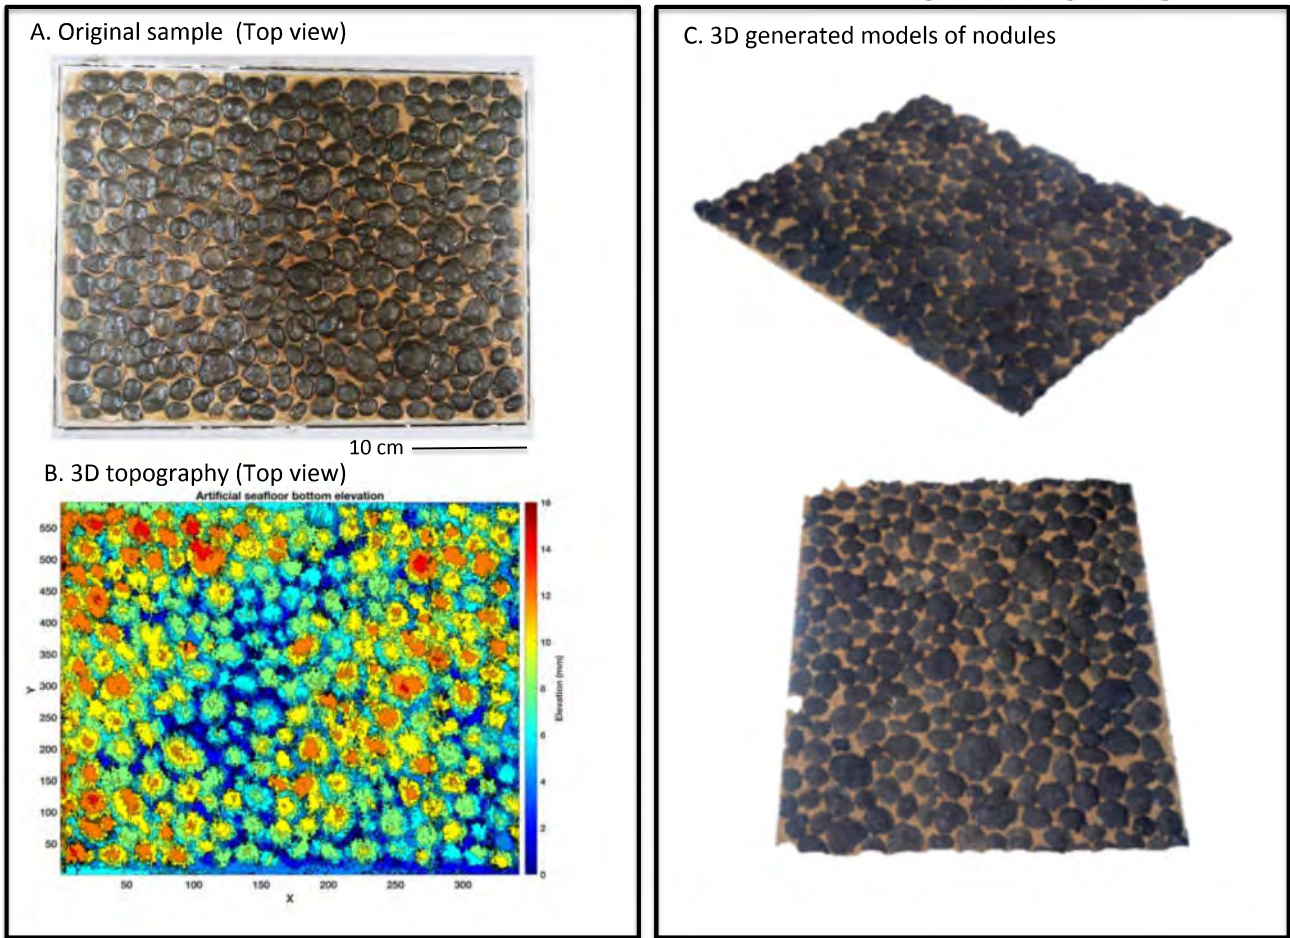 A. Original sample  (Top view)
10 cm
B. 3D topography (Top view)
Artificial seafloor bottom elevation
550
500
450
400
350
300
250
200
150
100
50
Y
50 100 150 200 250 300
X
16
14
12
10
8
6
4
2
0
Elevation (mm)
C. 3D generated models of nodules